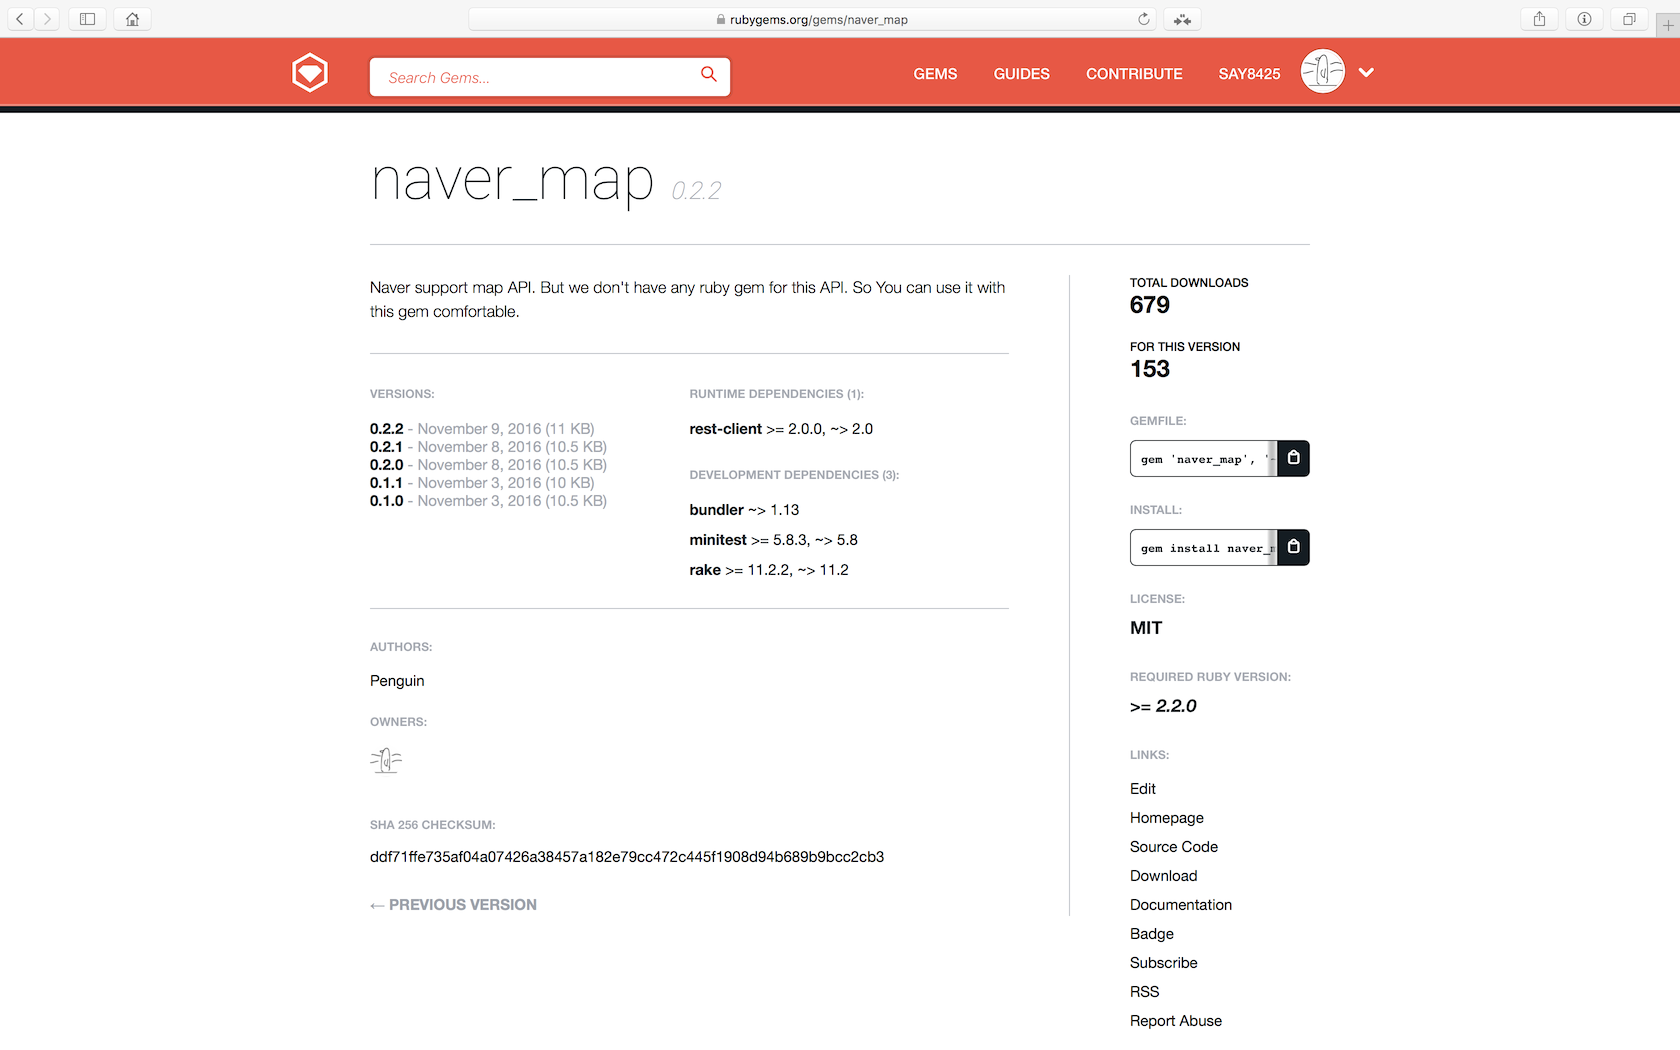 rubygems.org/gems/naver_map
Search Gems...
GEMS
GUIDES
CONTRIBUTE
SAY8425
naver_map 0.2.2
Naver support map API. But we don't have any ruby gem for this API. So You can use it with
this gem comfortable.
VERSIONS:
0.2.2 - November 9, 2016 (11 KB)
0.2.1 - November 8, 2016 (10.5 KB)
0.2.0 - November 8, 2016 (10.5 KB)
0.1.1 - November 3, 2016 (10 KB)
0.1.0 - November 3, 2016 (10.5 KB)
RUNTIME DEPENDENCIES (1):
rest-client >= 2.0.0, ~> 2.0
DEVELOPMENT DEPENDENCIES (3):
bundler ~> 1.13
minitest >= 5.8.3, ~> 5.8
rake >= 11.2.2, ~> 11.2
AUTHORS:
Penguin
OWNERS:
SHA 256 CHECKSUM:
ddf71ffe735af04a07426a38457a182e79cc472c445f1908d94b689b9bcc2cb3
← PREVIOUS VERSION
TOTAL DOWNLOADS
679
FOR THIS VERSION
153
GEMFILE:
gem 'naver_map', '
INSTALL:
gem install naver_
LICENSE:
MIT
REQUIRED RUBY VERSION:
>= 2.2.0
LINKS:
Edit
Homepage
Source Code
Download
Documentation
Badge
Subscribe
RSS
Report Abuse